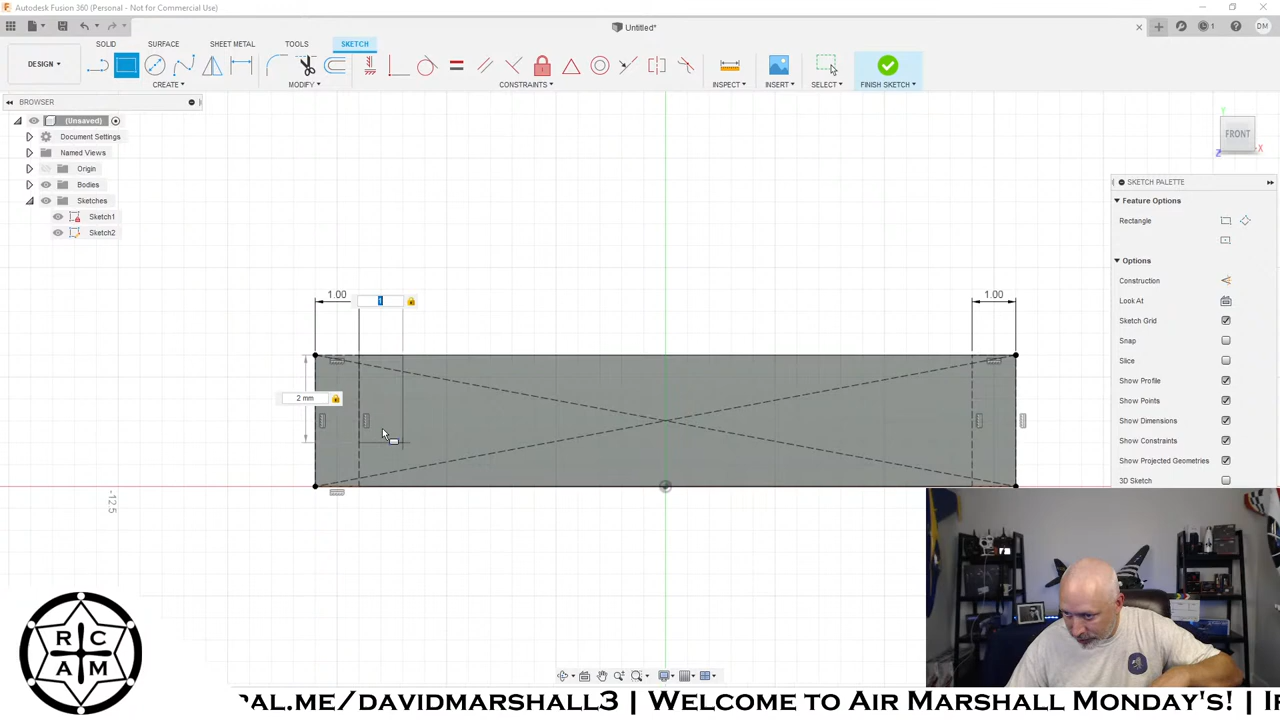 Autodesk Fusion 360 (Personal - Not for Commercial Use)
Untitled*
1
DM
DESIGN
SOLID
SURFACE
SHEET METAL
TOOLS
SKETCH
CREATE
MODIFY
CONSTRAINTS
INSPECT
INSERT
SELECT
FINISH SKETCH
BROWSER
(Unsaved)
Document Settings
Named Views
Origin
Bodies
Sketches
Sketch1
Sketch2
Y
FRONT
X
Z
SKETCH PALETTE
Feature Options
Rectangle
Options
Construction
Look At
Sketch Grid
Snap
Slice
Show Profile
Show Points
Show Dimensions
Show Constraints
Show Projected Geometries
3D Sketch
1.00
1
1.00
2 mm
-12.5
R C
A M
AL.ME/DAVIDMARSHALL3 | WELCOME TO AIR MARSHALL MONDAY'S! |